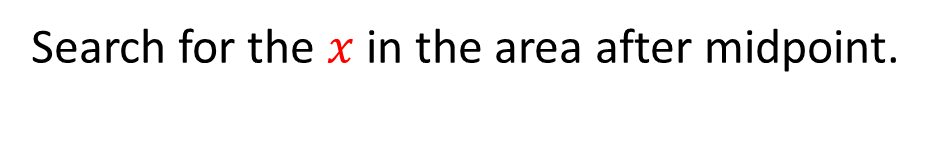 Search for the x in the area after midpoint.